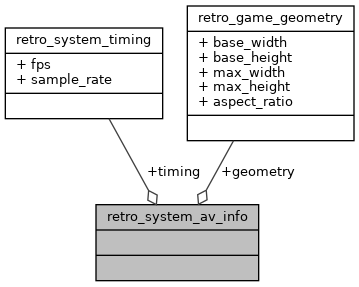 retro_system_timing
+ fps
+ sample_rate
retro_game_geometry
+ base_width
+ base_height
+ max_width
+ max_height
+ aspect_ratio
+timing
+geometry
retro_system_av_info